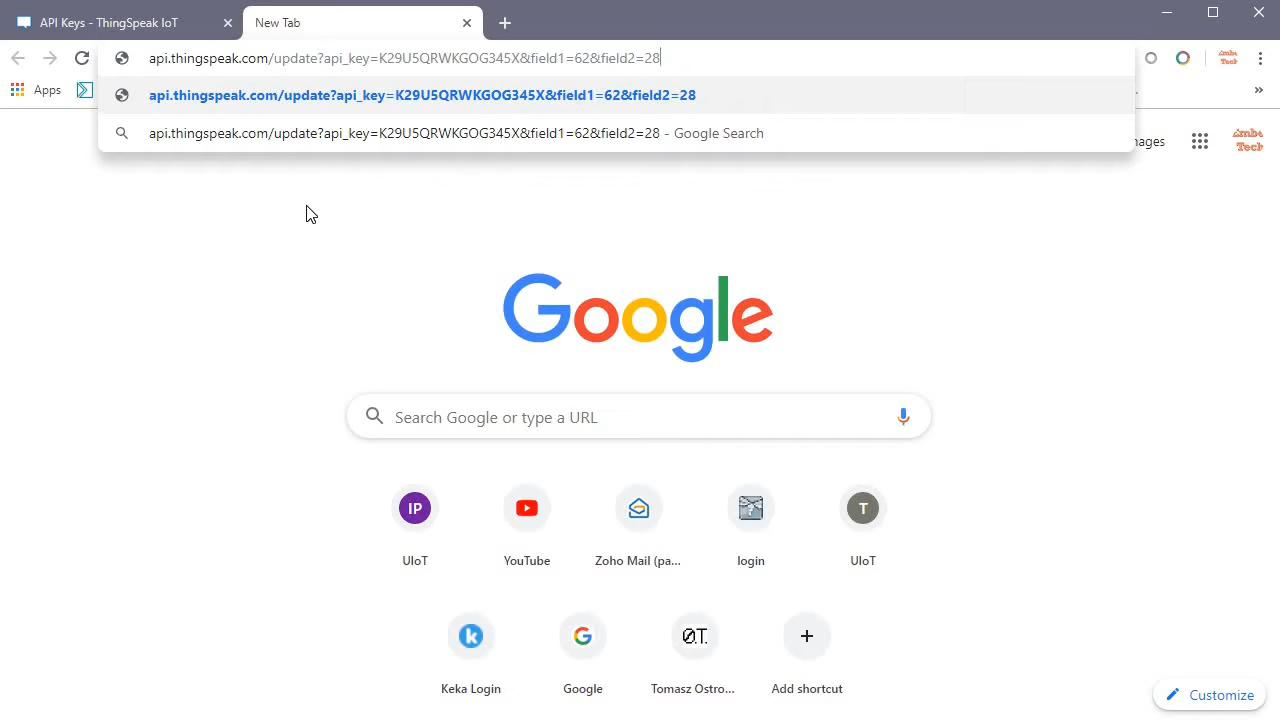 API Keys - ThingSpeak IoT
New Tab
api.thingspeak.com/update?api_key=K29U5QRWKGOG345X&field1=62&field2=28
Apps
api.thingspeak.com/update?api_key=K29U5QRWKGOG345X&field1=62&field2=28
api.thingspeak.com/update?api_key=K29U5QRWKGOG345X&field1=62&field2=28 - Google Search
Google
Search Google or type a URL
IP
T
UIoT
YouTube
Zoho Mail (pa...
login
UIoT
k
G
O.T.
Keka Login
Google
Tomasz Ostro...
Add shortcut
Customize